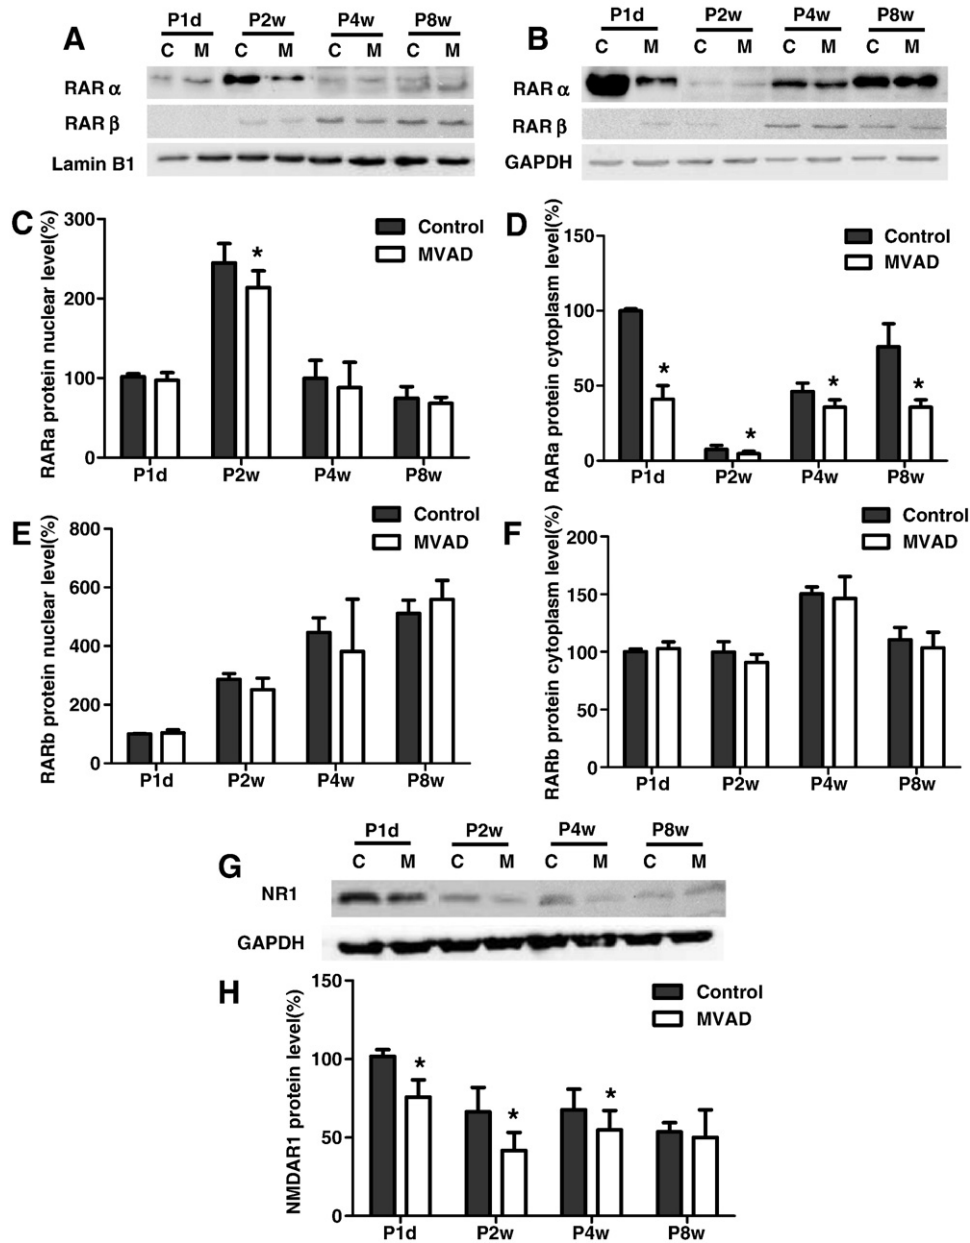 A
P1d P2w P4w P8w
C M C M C M C M
RAR α
RAR β
Lamin B1
B
P1d P2w P4w P8w
C M C M C M C M
RAR α
RAR β
GAPDH
C
RARa protein nuclear level(%)
300
200
100
0
Control
MVAD
*
P1d P2w P4w P8w
D
RARa protein cytoplasm level(%)
150
100
50
0
Control
MVAD
* * * *
P1d P2w P4w P8w
E
RARb protein nuclear level(%)
800
600
400
200
0
Control
MVAD
P1d P2w P4w P8w
F
RARb protein cytoplasm level(%)
200
150
100
50
0
Control
MVAD
P1d P2w P4w P8w
G
P1d P2w P4w P8w
C M C M C M C M
NR1
GAPDH
H
NMDAR1 protein level(%)
150
100
50
0
Control
MVAD
* * *
P1d P2w P4w P8w